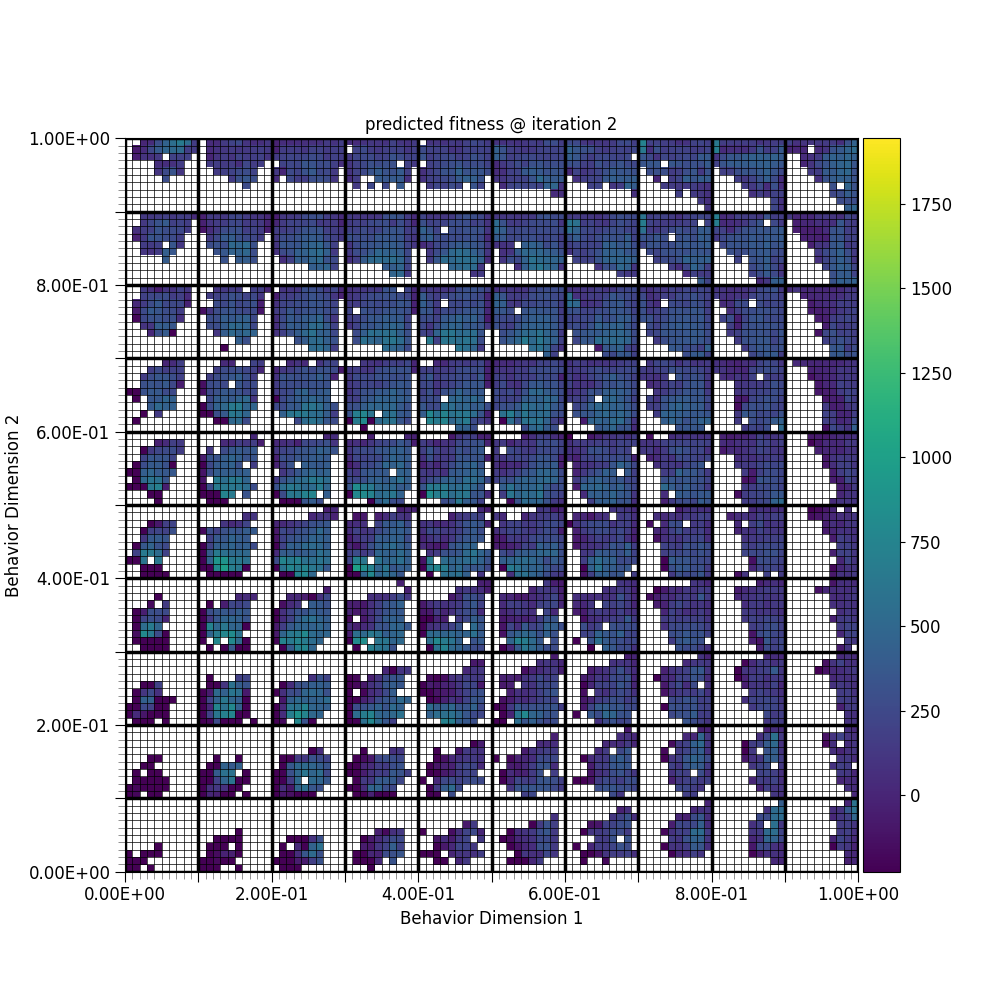 predicted fitness @ iteration 2
1.00E+00
8.00E-01
6.00E-01
4.00E-01
2.00E-01
0.00E+00
Behavior Dimension 2
0.00E+00 2.00E-01 4.00E-01 6.00E-01 8.00E-01 1.00E+00
Behavior Dimension 1
1750
1500
1250
1000
750
500
250
0